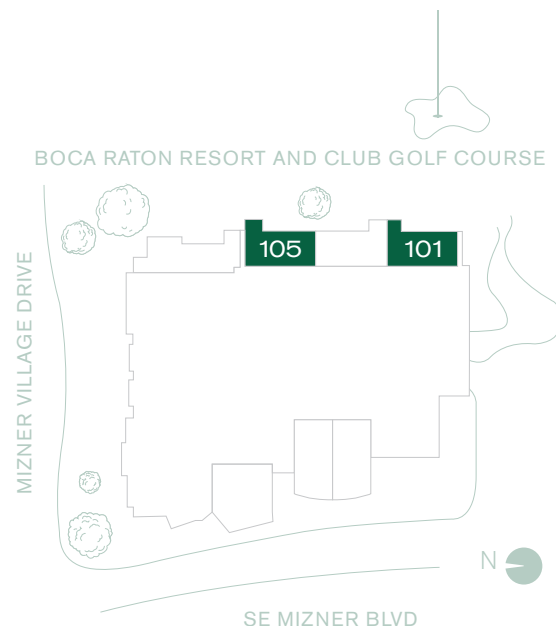 BOCA RATON RESORT AND CLUB GOLF COURSE
105
101
MIZNER VILLAGE DRIVE
N
SE MIZNER BLVD